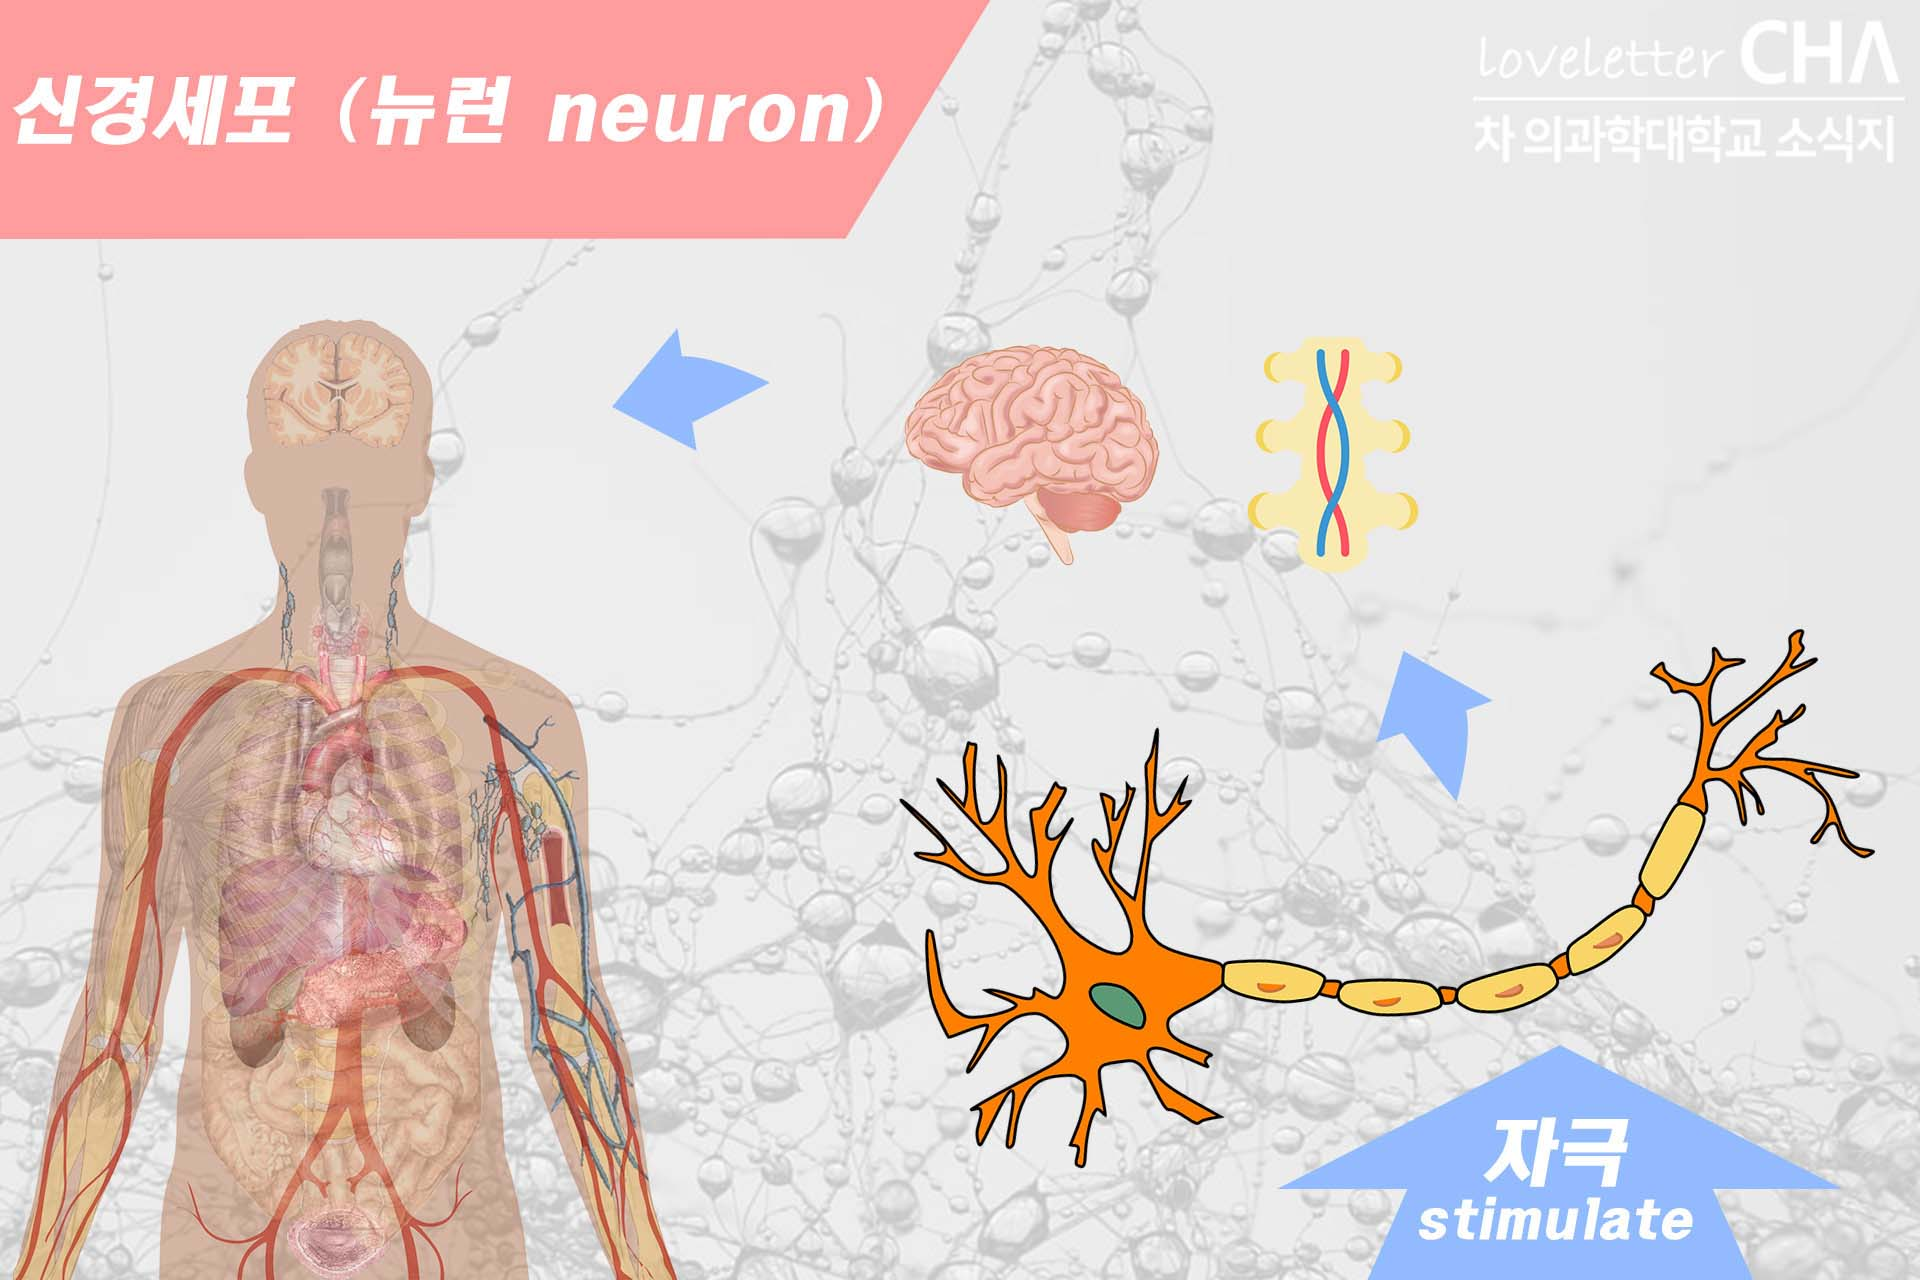 신경세포 (뉴런 neuron)
loveletter CHA
차 의과학대학교 소식지
자극
stimulate